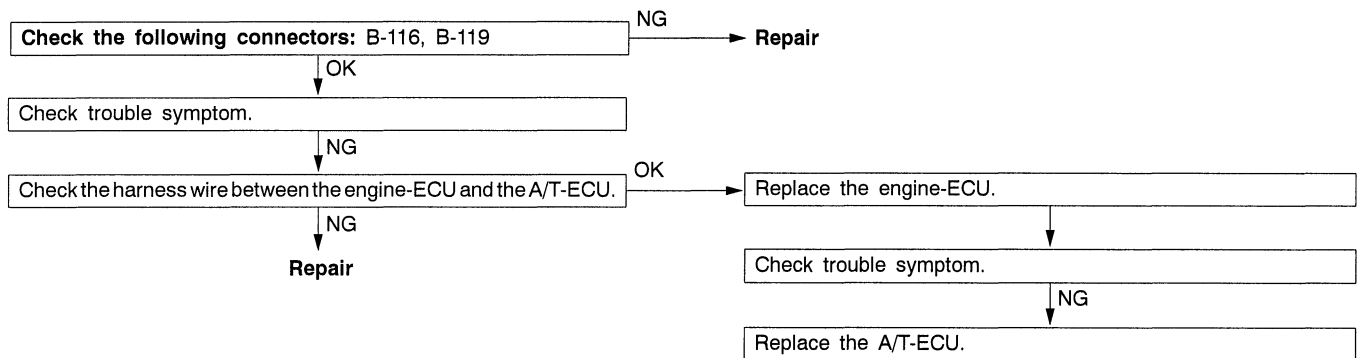 Check the following connectors: B-116, B-119
NG
Repair
OK
Check trouble symptom.
NG
Check the harness wire between the engine-ECU and the A/T-ECU.
OK
Replace the engine-ECU.
NG
Repair
Check trouble symptom.
NG
Replace the A/T-ECU.